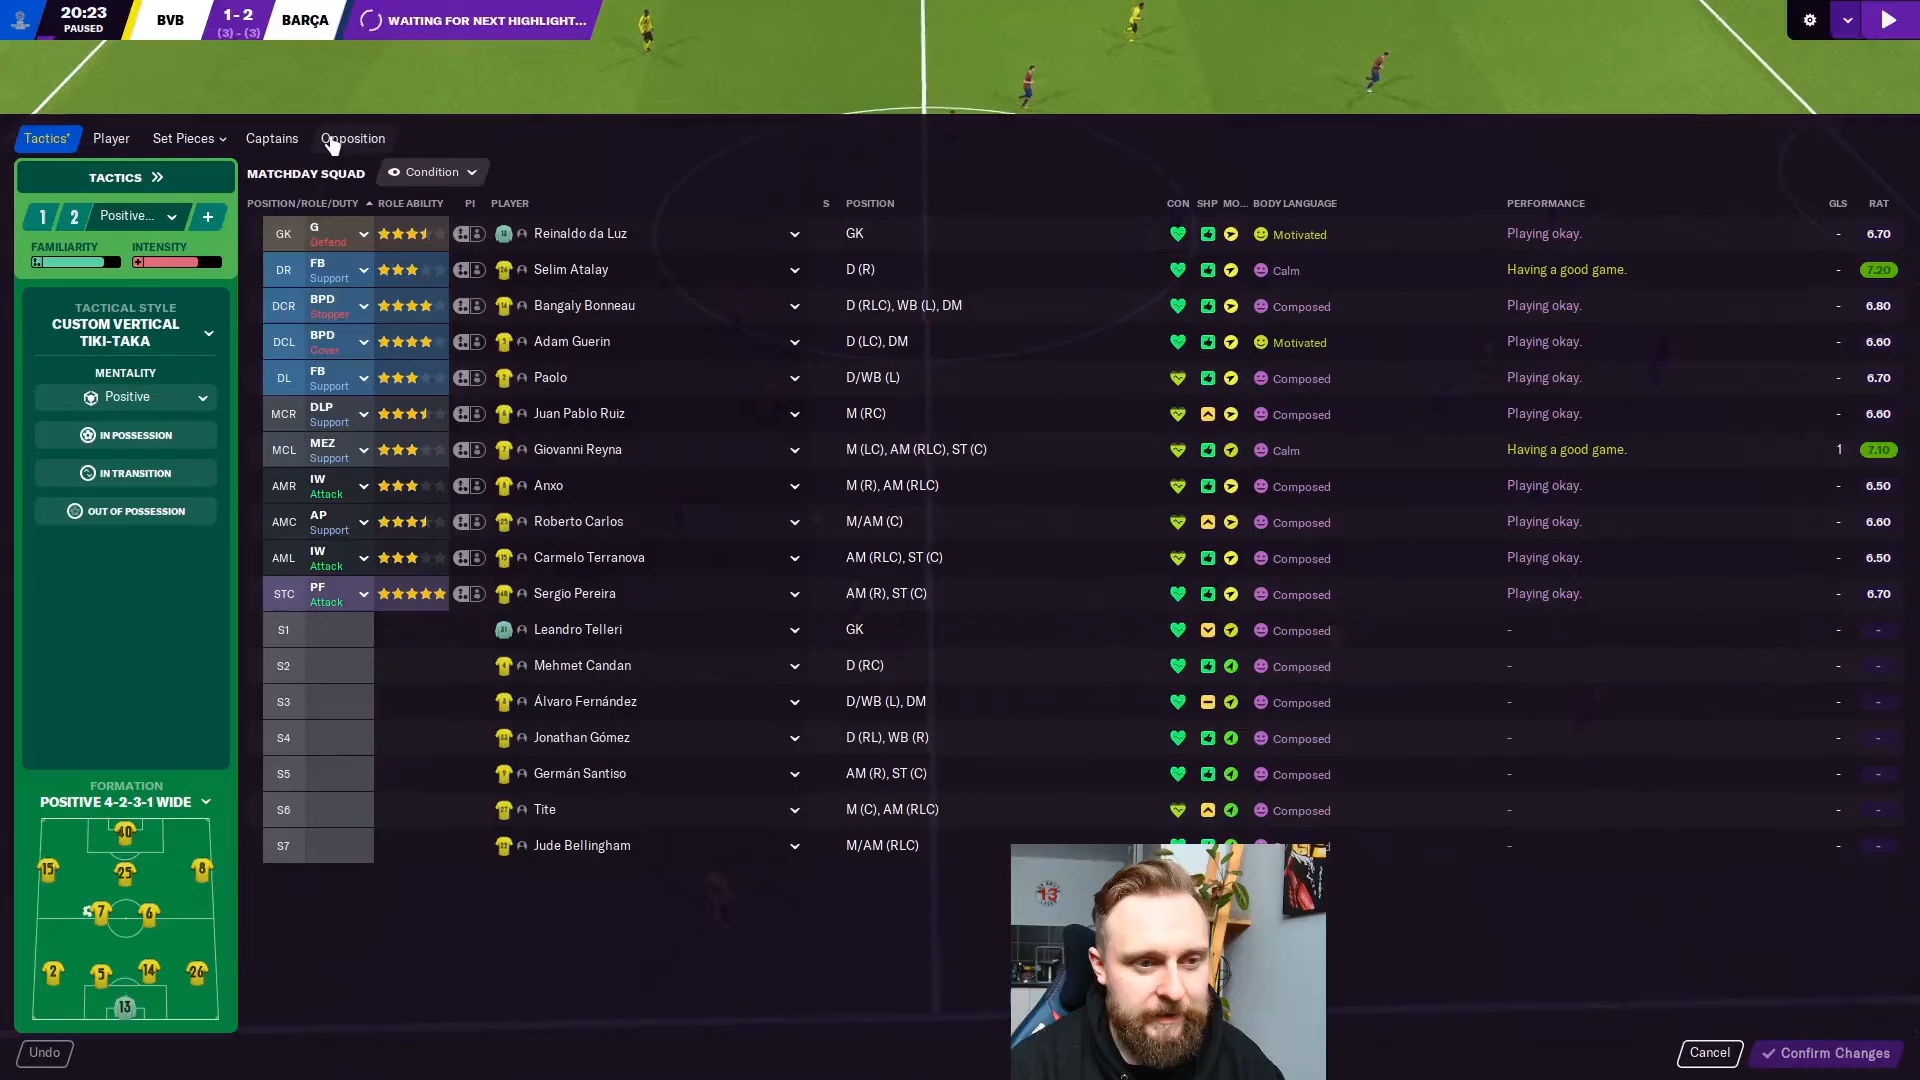 20:23
PAUSED
BVB
1 - 2
(3) - (3)
BARÇA
WAITING FOR NEXT HIGHLIGHT...
Tactics*
Player
Set Pieces
Captains
Opposition
TACTICS
1 2 Positive... +
FAMILIARITY INTENSITY
TACTICAL STYLE
CUSTOM VERTICAL
TIKI-TAKA
MENTALITY
Positive
IN POSSESSION
IN TRANSITION
OUT OF POSSESSION
FORMATION
POSITIVE 4-2-3-1 WIDE
40
15 25 8
7 6
2 5 14 26
13
MATCHDAY SQUAD Condition
POSITION/ROLE/DUTY ROLE ABILITY PI PLAYER S POSITION CON SHP MO... BODY LANGUAGE PERFORMANCE GLS RAT
GK G Defend Reinaldo da Luz GK Motivated Playing okay. - 6.70
DR FB Support Selim Atalay D (R) Calm Having a good game. - 7.20
DCR BPD Stopper Bangaly Bonneau D (RLC), WB (L), DM Composed Playing okay. - 6.80
DCL BPD Cover Adam Guerin D (LC), DM Motivated Playing okay. - 6.60
DL FB Support Paolo D/WB (L) Composed Playing okay. - 6.70
MCR DLP Support Juan Pablo Ruiz M (RC) Composed Playing okay. - 6.60
MCL MEZ Support Giovanni Reyna M (LC), AM (RLC), ST (C) Calm Having a good game. 1 7.10
AMR IW Attack Anxo M (R), AM (RLC) Composed Playing okay. - 6.50
AMC AP Support Roberto Carlos M/AM (C) Composed Playing okay. - 6.60
AML IW Attack Carmelo Terranova AM (RLC), ST (C) Composed Playing okay. - 6.50
STC PF Attack Sergio Pereira AM (R), ST (C) Composed Playing okay. - 6.70
S1 Leandro Telleri GK Composed - - -
S2 Mehmet Candan D (RC) Composed - - -
S3 Álvaro Fernández D/WB (L), DM Composed - - -
S4 Jonathan Gómez D (RL), WB (R) Composed - - -
S5 Germán Santiso AM (R), ST (C) Composed - - -
S6 Tite M (C), AM (RLC) Composed - - -
S7 Jude Bellingham M/AM (RLC) - - -
13
Undo
Cancel
Confirm Changes